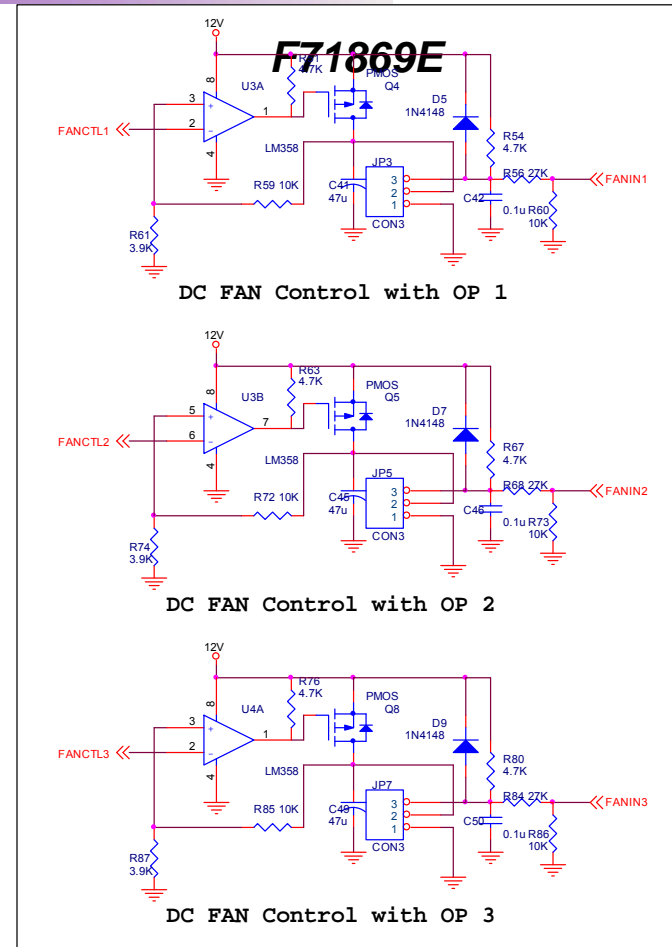 F71869E
12V
R51
4.7K
PMOS
Q4
U3A
8
3
+
2
-
1
4
LM358
FANCTL1
D5
1N4148
R54
4.7K
R56 27K
FANIN1
JP3
3
2
1
CON3
R59 10K
C41
47u
C42
0.1u
R60
10K
R61
3.9K
DC FAN Control with OP 1
12V
R63
4.7K
PMOS
Q5
U3B
8
5
+
6
-
7
4
LM358
FANCTL2
D7
1N4148
R67
4.7K
R68 27K
FANIN2
JP5
3
2
1
CON3
R72 10K
C45
47u
C46
0.1u
R73
10K
R74
3.9K
DC FAN Control with OP 2
12V
R76
4.7K
PMOS
Q8
U4A
8
3
+
2
-
1
4
LM358
FANCTL3
D9
1N4148
R80
4.7K
R84 27K
FANIN3
JP7
3
2
1
CON3
R85 10K
C49
47u
C50
0.1u
R86
10K
R87
3.9K
DC FAN Control with OP 3